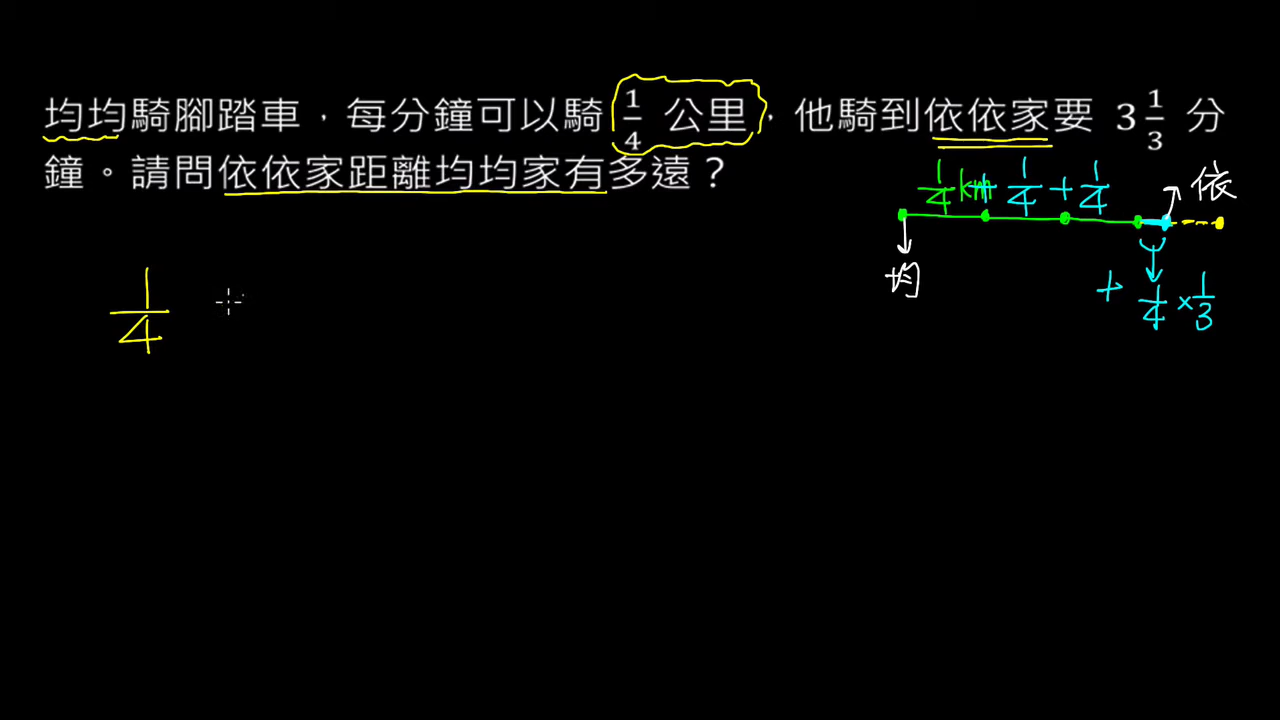 均均騎腳踏車，每分鐘可以騎 1/4 公里，他騎到依依家要 3 1/3 分
鐘。請問依依家距離均均家有多遠？
1/4 km + 1/4 + 1/4
依
均
+ 1/4 × 1/3
1/4